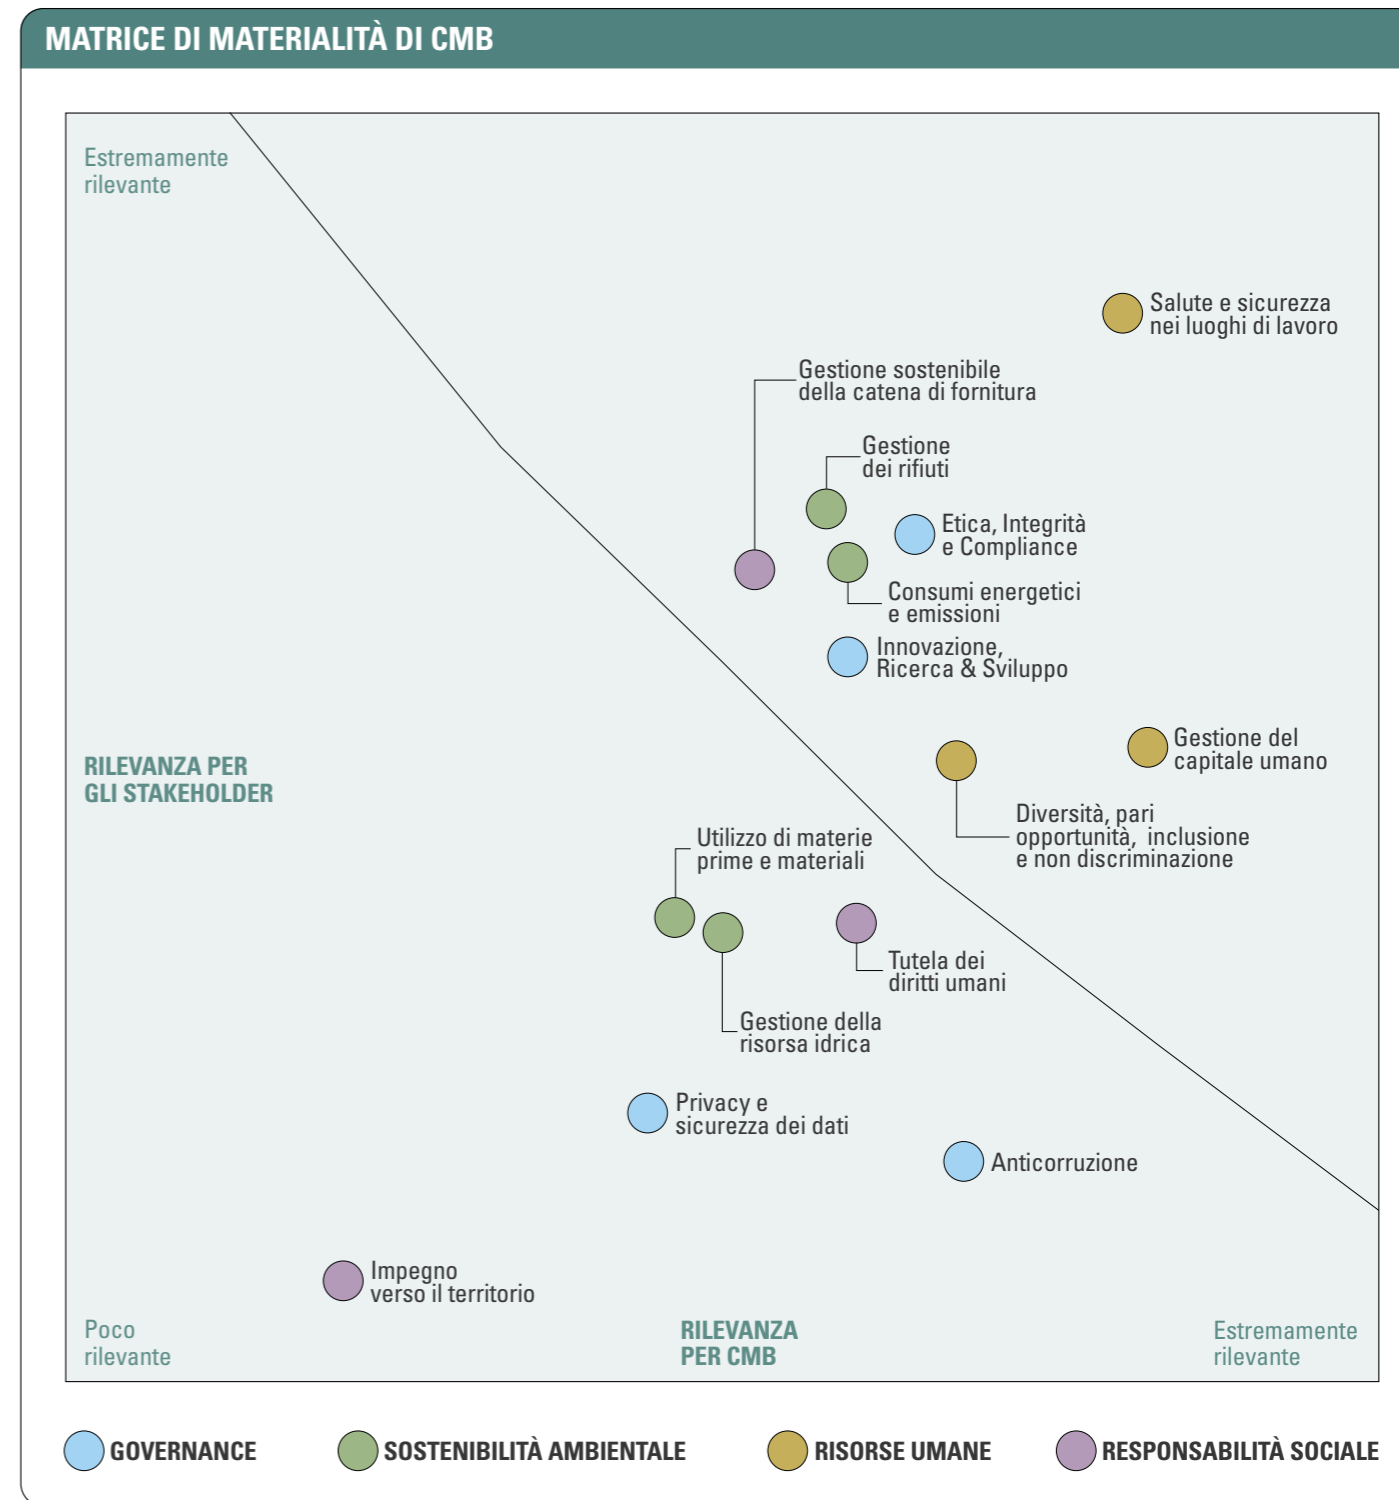 MATRICE DI MATERIALITÀ DI CMB
Estremamente
rilevante
Salute e sicurezza
nei luoghi di lavoro
Gestione sostenibile
della catena di fornitura
Gestione
dei rifiuti
Etica, Integrità
e Compliance
Consumi energetici
e emissioni
Innovazione,
Ricerca & Sviluppo
Gestione del
capitale umano
RILEVANZA PER
GLI STAKEHOLDER
Diversità, pari
opportunità, inclusione
e non discriminazione
Utilizzo di materie
prime e materiali
Tutela dei
diritti umani
Gestione della
risorsa idrica
Privacy e
sicurezza dei dati
Anticorruzione
Impegno
verso il territorio
Poco
rilevante
RILEVANZA
PER CMB
Estremamente
rilevante
GOVERNANCE
SOSTENIBILITÀ AMBIENTALE
RISORSE UMANE
RESPONSABILITÀ SOCIALE